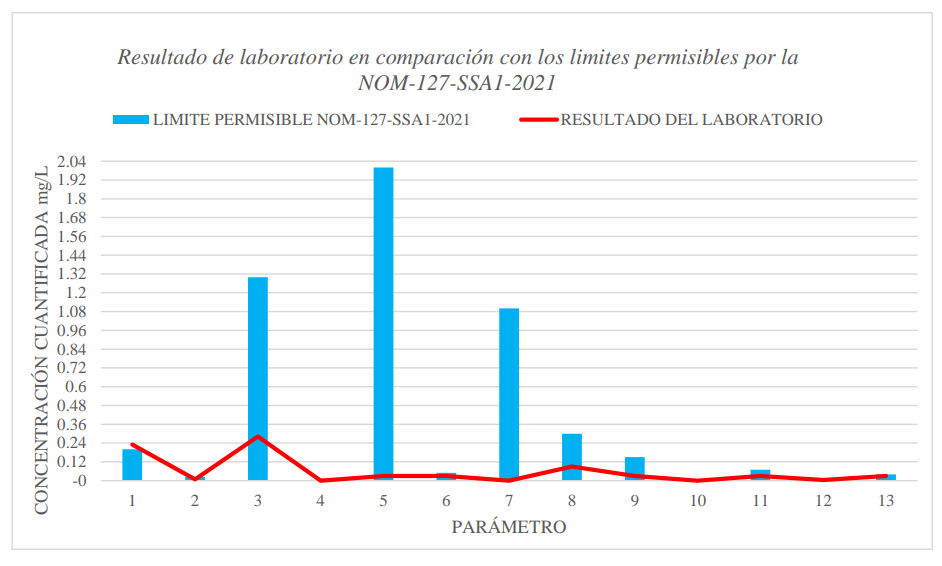 Resultado de laboratorio en comparación con los limites permisibles por la
NOM-127-SSA1-2021
LIMITE PERMISIBLE NOM-127-SSA1-2021
RESULTADO DEL LABORATORIO
CONCENTRACIÓN CUANTIFICADA mg/L
2.04
1.92
1.8
1.68
1.56
1.44
1.32
1.2
1.08
0.96
0.84
0.72
0.6
0.48
0.36
0.24
0.12
-0
1 2 3 4 5 6 7 8 9 10 11 12 13
PARÁMETRO